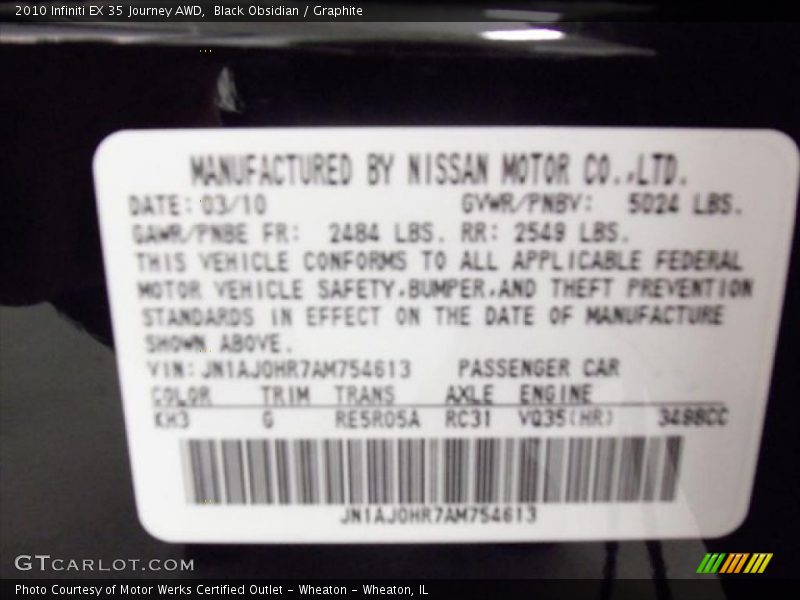 2010 Infiniti EX 35 Journey AWD,  Black Obsidian / Graphite
MANUFACTURED BY NISSAN MOTOR CO.,LTD.
DATE: 03/10 GVWR/PNBV: 5024 LBS.
GAWR/PNBE FR: 2484 LBS. RR: 2549 LBS.
THIS VEHICLE CONFORMS TO ALL APPLICABLE FEDERAL
MOTOR VEHICLE SAFETY,BUMPER,AND THEFT PREVENTION
STANDARDS IN EFFECT ON THE DATE OF MANUFACTURE
SHOWN ABOVE.
VIN: JN1AJ0HR7AM754613 PASSENGER CAR
COLOR TRIM TRANS AXLE ENGINE
KH3 G RE5R05A RC31 VQ35(HR) 3498CC
JN1AJ0HR7AM754613
GTCARLOT.COM
Photo Courtesy of Motor Werks Certified Outlet - Wheaton - Wheaton, IL